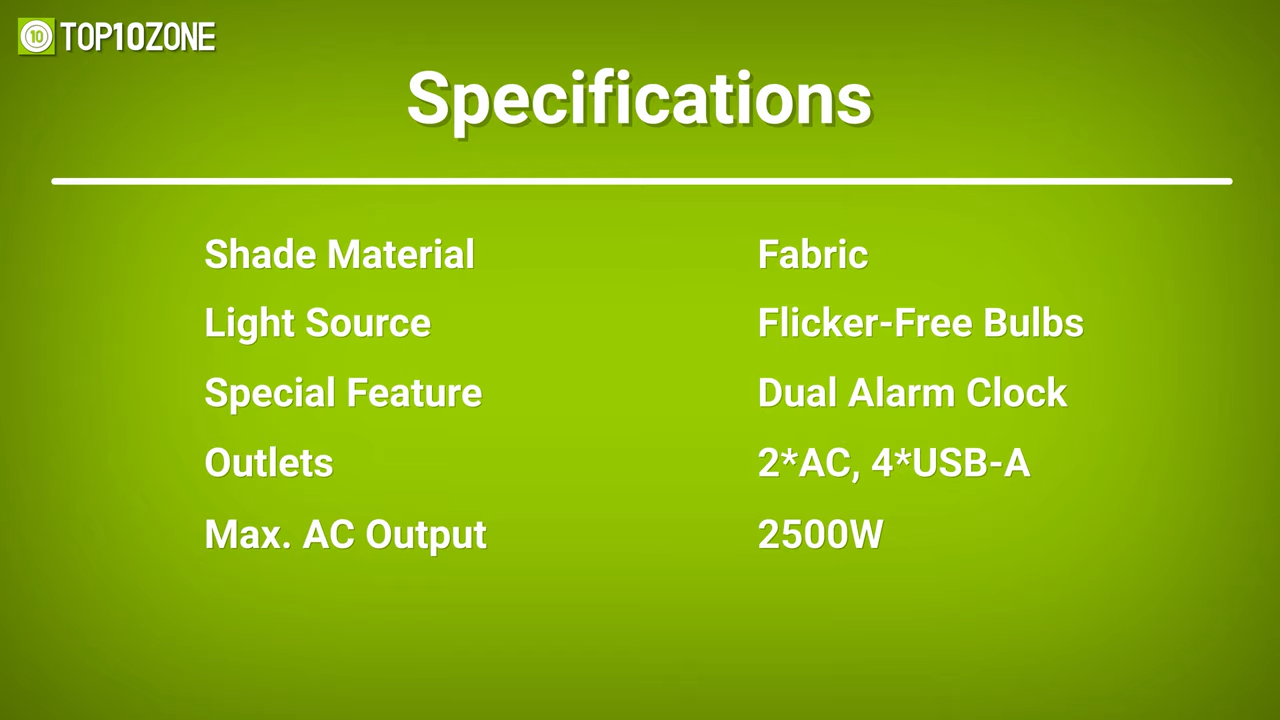 10 TOP10ZONE
Specifications
Shade Material Fabric
Light Source Flicker-Free Bulbs
Special Feature Dual Alarm Clock
Outlets 2*AC, 4*USB-A
Max. AC Output 2500W